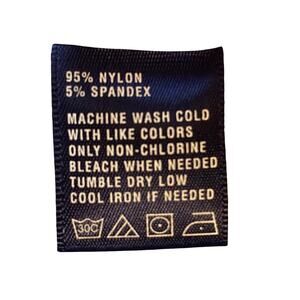 95% NYLON
5% SPANDEX
MACHINE WASH COLD
WITH LIKE COLORS
ONLY NON-CHLORINE
BLEACH WHEN NEEDED
TUMBLE DRY LOW
COOL IRON IF NEEDED
30C